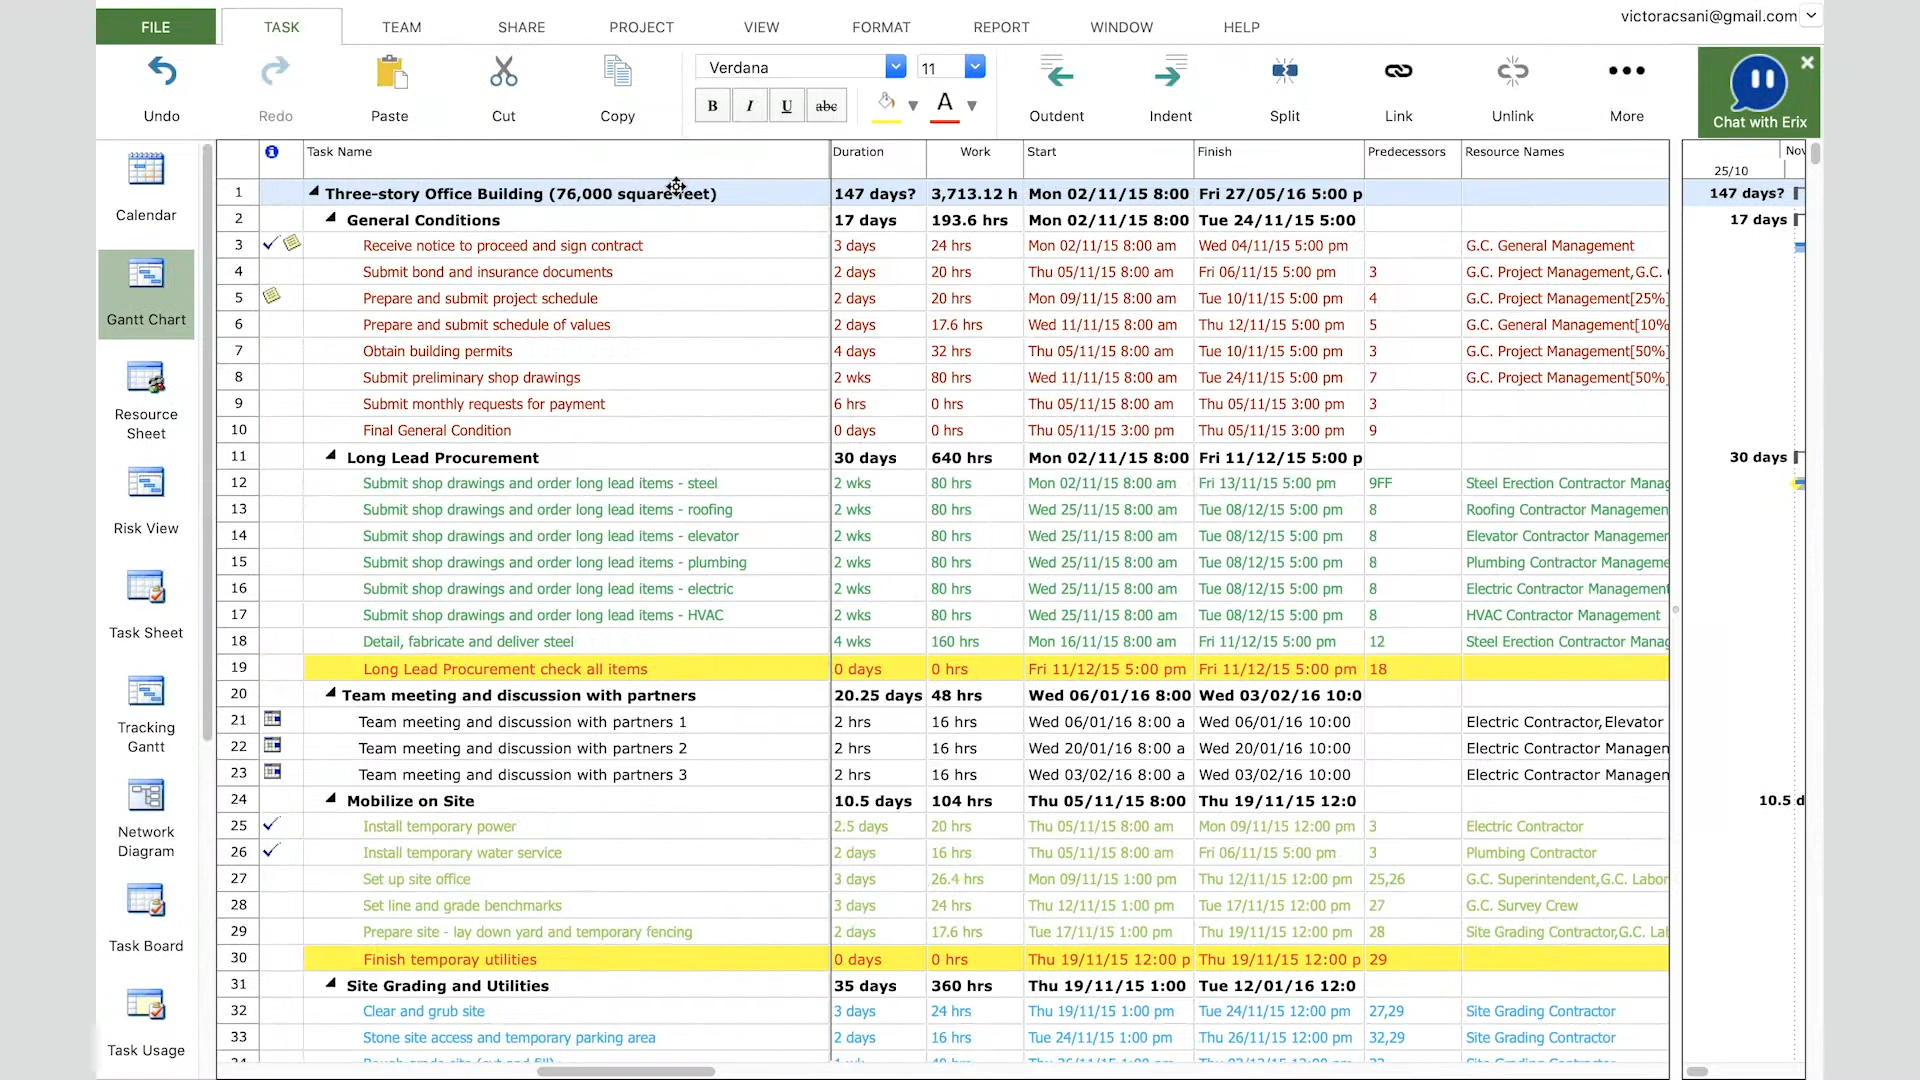 victoracsani@gmail.com
FILE TASK TEAM SHARE PROJECT VIEW FORMAT REPORT WINDOW HELP
Verdana 11
B I U abc A
Undo Redo Paste Cut Copy Outdent Indent Split Link Unlink More Chat with Erix
Calendar
Gantt Chart
Resource
Sheet
Risk View
Task Sheet
Tracking
Gantt
Network
Diagram
Task Board
Task Usage
Task Name Duration Work Start Finish Predecessors Resource Names Nov
25/10
1 Three-story Office Building (76,000 square feet) 147 days? 3,713.12 h Mon 02/11/15 8:00 Fri 27/05/16 5:00 p 147 days?
2 General Conditions 17 days 193.6 hrs Mon 02/11/15 8:00 Tue 24/11/15 5:00 17 days
3 Receive notice to proceed and sign contract 3 days 24 hrs Mon 02/11/15 8:00 am Wed 04/11/15 5:00 pm G.C. General Management
4 Submit bond and insurance documents 2 days 20 hrs Thu 05/11/15 8:00 am Fri 06/11/15 5:00 pm 3 G.C. Project Management,G.C.
5 Prepare and submit project schedule 2 days 20 hrs Mon 09/11/15 8:00 am Tue 10/11/15 5:00 pm 4 G.C. Project Management[25%]
6 Prepare and submit schedule of values 2 days 17.6 hrs Wed 11/11/15 8:00 am Thu 12/11/15 5:00 pm 5 G.C. General Management[10%
7 Obtain building permits 4 days 32 hrs Thu 05/11/15 8:00 am Tue 10/11/15 5:00 pm 3 G.C. Project Management[50%]
8 Submit preliminary shop drawings 2 wks 80 hrs Wed 11/11/15 8:00 am Tue 24/11/15 5:00 pm 7 G.C. Project Management[50%]
9 Submit monthly requests for payment 6 hrs 0 hrs Thu 05/11/15 8:00 am Thu 05/11/15 3:00 pm 3
10 Final General Condition 0 days 0 hrs Thu 05/11/15 3:00 pm Thu 05/11/15 3:00 pm 9
11 Long Lead Procurement 30 days 640 hrs Mon 02/11/15 8:00 Fri 11/12/15 5:00 p 30 days
12 Submit shop drawings and order long lead items - steel 2 wks 80 hrs Mon 02/11/15 8:00 am Fri 13/11/15 5:00 pm 9FF Steel Erection Contractor Manag
13 Submit shop drawings and order long lead items - roofing 2 wks 80 hrs Wed 25/11/15 8:00 am Tue 08/12/15 5:00 pm 8 Roofing Contractor Managemen
14 Submit shop drawings and order long lead items - elevator 2 wks 80 hrs Wed 25/11/15 8:00 am Tue 08/12/15 5:00 pm 8 Elevator Contractor Managemer
15 Submit shop drawings and order long lead items - plumbing 2 wks 80 hrs Wed 25/11/15 8:00 am Tue 08/12/15 5:00 pm 8 Plumbing Contractor Manageme
16 Submit shop drawings and order long lead items - electric 2 wks 80 hrs Wed 25/11/15 8:00 am Tue 08/12/15 5:00 pm 8 Electric Contractor Management
17 Submit shop drawings and order long lead items - HVAC 2 wks 80 hrs Wed 25/11/15 8:00 am Tue 08/12/15 5:00 pm 8 HVAC Contractor Management
18 Detail, fabricate and deliver steel 4 wks 160 hrs Mon 16/11/15 8:00 am Fri 11/12/15 5:00 pm 12 Steel Erection Contractor Manag
19 Long Lead Procurement check all items 0 days 0 hrs Fri 11/12/15 5:00 pm Fri 11/12/15 5:00 pm 18
20 Team meeting and discussion with partners 20.25 days 48 hrs Wed 06/01/16 8:00 Wed 03/02/16 10:0
21 Team meeting and discussion with partners 1 2 hrs 16 hrs Wed 06/01/16 8:00 a Wed 06/01/16 10:00 Electric Contractor,Elevator
22 Team meeting and discussion with partners 2 2 hrs 16 hrs Wed 20/01/16 8:00 a Wed 20/01/16 10:00 Electric Contractor Managen
23 Team meeting and discussion with partners 3 2 hrs 16 hrs Wed 03/02/16 8:00 a Wed 03/02/16 10:00 Electric Contractor Managen
24 Mobilize on Site 10.5 days 104 hrs Thu 05/11/15 8:00 Thu 19/11/15 12:0 10.5 d
25 Install temporary power 2.5 days 20 hrs Thu 05/11/15 8:00 am Mon 09/11/15 12:00 pm 3 Electric Contractor
26 Install temporary water service 2 days 16 hrs Thu 05/11/15 8:00 am Fri 06/11/15 5:00 pm 3 Plumbing Contractor
27 Set up site office 3 days 26.4 hrs Mon 09/11/15 1:00 pm Thu 12/11/15 12:00 pm 25,26 G.C. Superintendent,G.C. Labor
28 Set line and grade benchmarks 3 days 24 hrs Thu 12/11/15 1:00 pm Tue 17/11/15 12:00 pm 27 G.C. Survey Crew
29 Prepare site - lay down yard and temporary fencing 2 days 17.6 hrs Tue 17/11/15 1:00 pm Thu 19/11/15 12:00 pm 28 Site Grading Contractor,G.C. Lal
30 Finish temporay utilities 0 days 0 hrs Thu 19/11/15 12:00 p Thu 19/11/15 12:00 p 29
31 Site Grading and Utilities 35 days 360 hrs Thu 19/11/15 1:00 Tue 12/01/16 12:0
32 Clear and grub site 3 days 24 hrs Thu 19/11/15 1:00 pm Tue 24/11/15 12:00 pm 27,29 Site Grading Contractor
33 Stone site access and temporary parking area 2 days 16 hrs Tue 24/11/15 1:00 pm Thu 26/11/15 12:00 pm 32,29 Site Grading Contractor